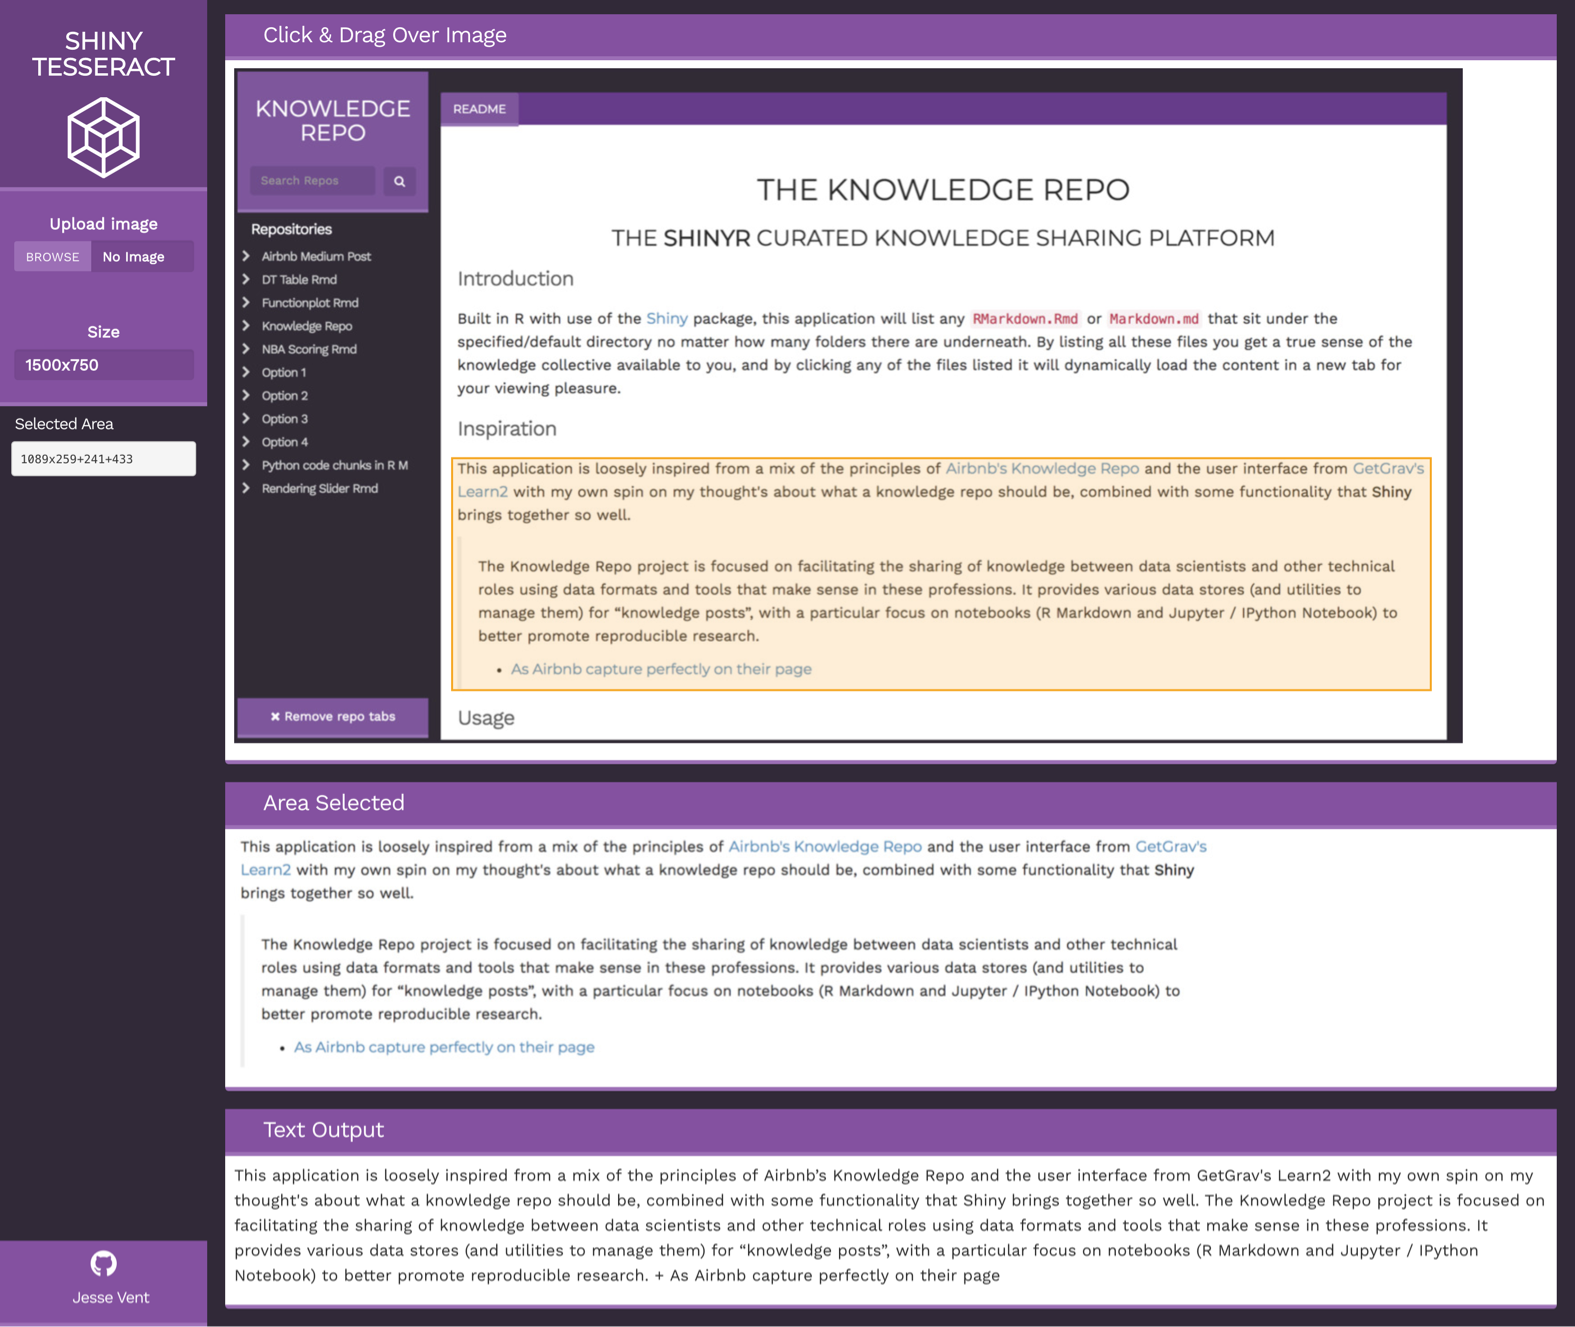 SHINY
TESSERACT
Upload image
BROWSE No Image
Size
1500x750
Selected Area
1089x259+241+433
Jesse Vent
Click & Drag Over Image
KNOWLEDGE
REPO
Search Repos
Repositories
Airbnb Medium Post
DT Table Rmd
Functionplot Rmd
Knowledge Repo
NBA Scoring Rmd
Option 1
Option 2
Option 3
Option 4
Python code chunks in R M
Rendering Slider Rmd
Remove repo tabs
README
THE KNOWLEDGE REPO
THE SHINYR CURATED KNOWLEDGE SHARING PLATFORM
Introduction
Built in R with use of the Shiny package, this application will list any RMarkdown.Rmd or Markdown.md that sit under the
specified/default directory no matter how many folders there are underneath. By listing all these files you get a true sense of the
knowledge collective available to you, and by clicking any of the files listed it will dynamically load the content in a new tab for
your viewing pleasure.
Inspiration
This application is loosely inspired from a mix of the principles of Airbnb's Knowledge Repo and the user interface from GetGrav's
Learn2 with my own spin on my thought's about what a knowledge repo should be, combined with some functionality that Shiny
brings together so well.
The Knowledge Repo project is focused on facilitating the sharing of knowledge between data scientists and other technical
roles using data formats and tools that make sense in these professions. It provides various data stores (and utilities to
manage them) for “knowledge posts”, with a particular focus on notebooks (R Markdown and Jupyter / IPython Notebook) to
better promote reproducible research.
• As Airbnb capture perfectly on their page
Usage
Area Selected
This application is loosely inspired from a mix of the principles of Airbnb's Knowledge Repo and the user interface from GetGrav's
Learn2 with my own spin on my thought's about what a knowledge repo should be, combined with some functionality that Shiny
brings together so well.
The Knowledge Repo project is focused on facilitating the sharing of knowledge between data scientists and other technical
roles using data formats and tools that make sense in these professions. It provides various data stores (and utilities to
manage them) for “knowledge posts”, with a particular focus on notebooks (R Markdown and Jupyter / IPython Notebook) to
better promote reproducible research.
• As Airbnb capture perfectly on their page
Text Output
This application is loosely inspired from a mix of the principles of Airbnb’s Knowledge Repo and the user interface from GetGrav's Learn2 with my own spin on my
thought's about what a knowledge repo should be, combined with some functionality that Shiny brings together so well. The Knowledge Repo project is focused on
facilitating the sharing of knowledge between data scientists and other technical roles using data formats and tools that make sense in these professions. It
provides various data stores (and utilities to manage them) for “knowledge posts”, with a particular focus on notebooks (R Markdown and Jupyter / IPython
Notebook) to better promote reproducible research. + As Airbnb capture perfectly on their page